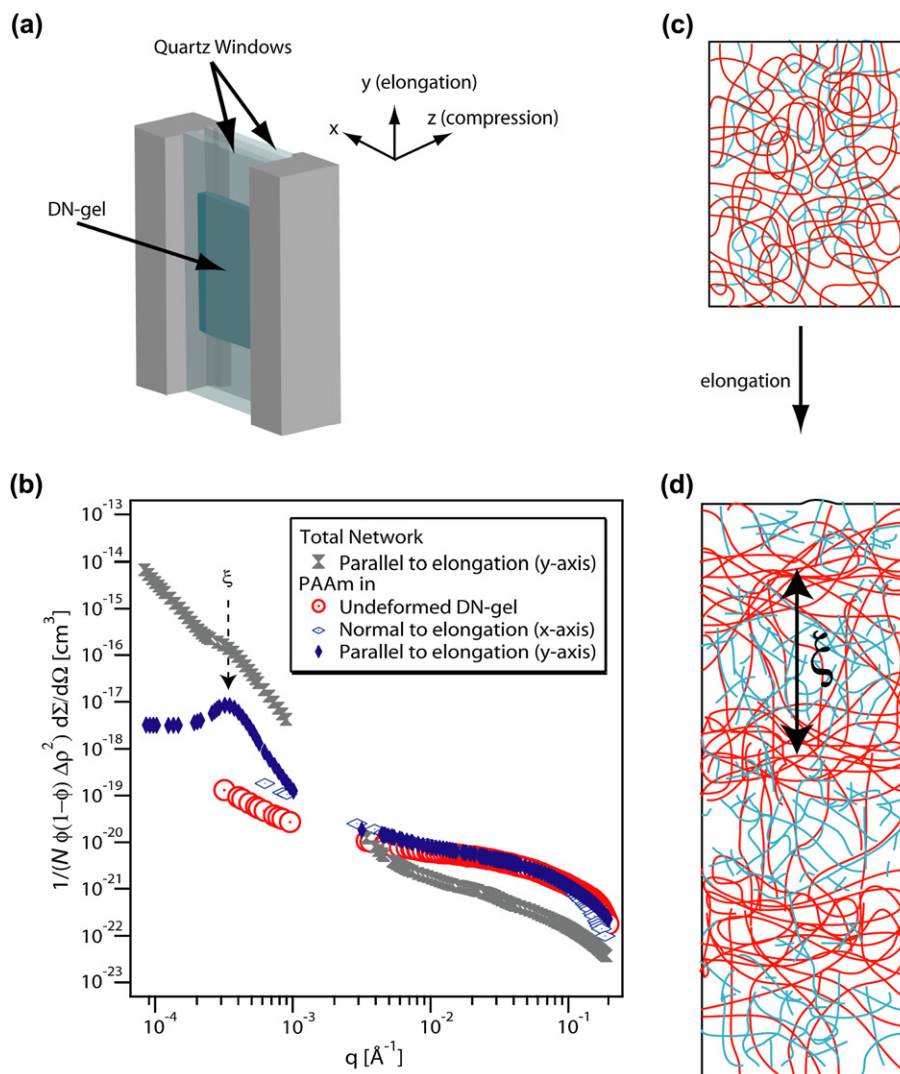 (a)
Quartz Windows
y (elongation)
x
z (compression)
DN-gel
(b)
1/(N ϕ(1−ϕ) Δρ²) dΣ/dΩ [cm³]
10⁻¹³
10⁻¹⁴
10⁻¹⁵
10⁻¹⁶
10⁻¹⁷
10⁻¹⁸
10⁻¹⁹
10⁻²⁰
10⁻²¹
10⁻²²
10⁻²³
ξ
Total Network
Parallel to elongation (y-axis)
PAAm in
Undeformed DN-gel
Normal to elongation (x-axis)
Parallel to elongation (y-axis)
10⁻⁴
10⁻³
10⁻²
10⁻¹
q [Å⁻¹]
(c)
elongation
(d)
ξ